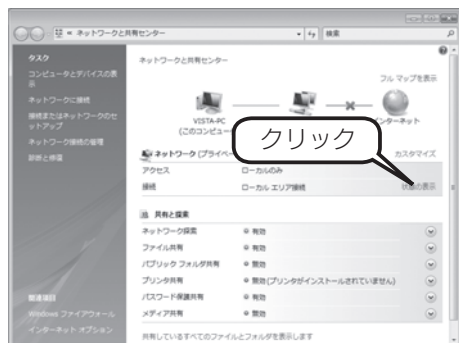 ネットワークと共有センター
検索
タスク
コンピュータとデバイスの表
示
ネットワークに接続
接続またはネットワークのセ
ットアップ
ネットワーク接続の管理
診断と修復
ネットワークと共有センター
フル マップを表示
VISTA-PC
(このコンピュー
インターネット
クリック
ネットワーク (プライベー
カスタマイズ
アクセス
ローカルのみ
接続
ローカル エリア接続
状態の表示
共有と探索
ネットワーク探索
有効
ファイル共有
有効
パブリック フォルダ共有
無効
プリンタ共有
無効(プリンタがインストールされていません)
パスワード保護共有
有効
メディア共有
無効
共有しているすべてのファイルとフォルダを表示します
関連項目
Windows ファイアウォール
インターネット オプション